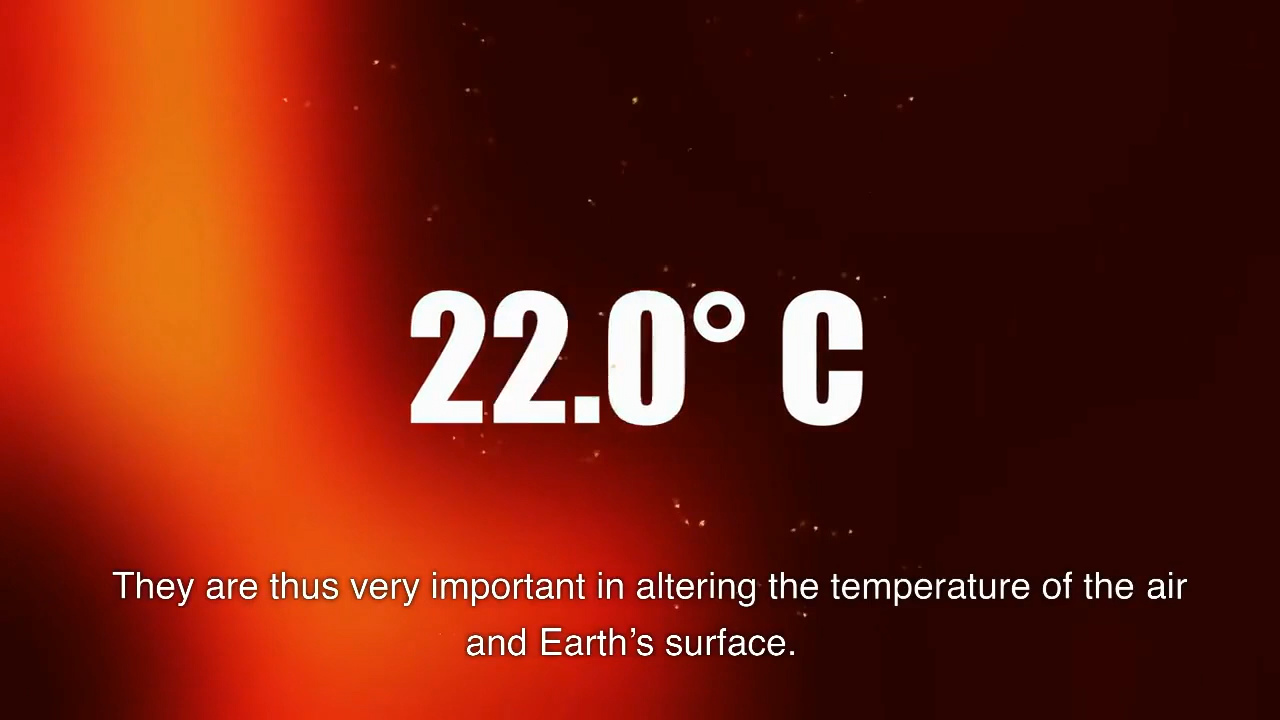 22.0° C
They are thus very important in altering the temperature of the air
and Earth’s surface.